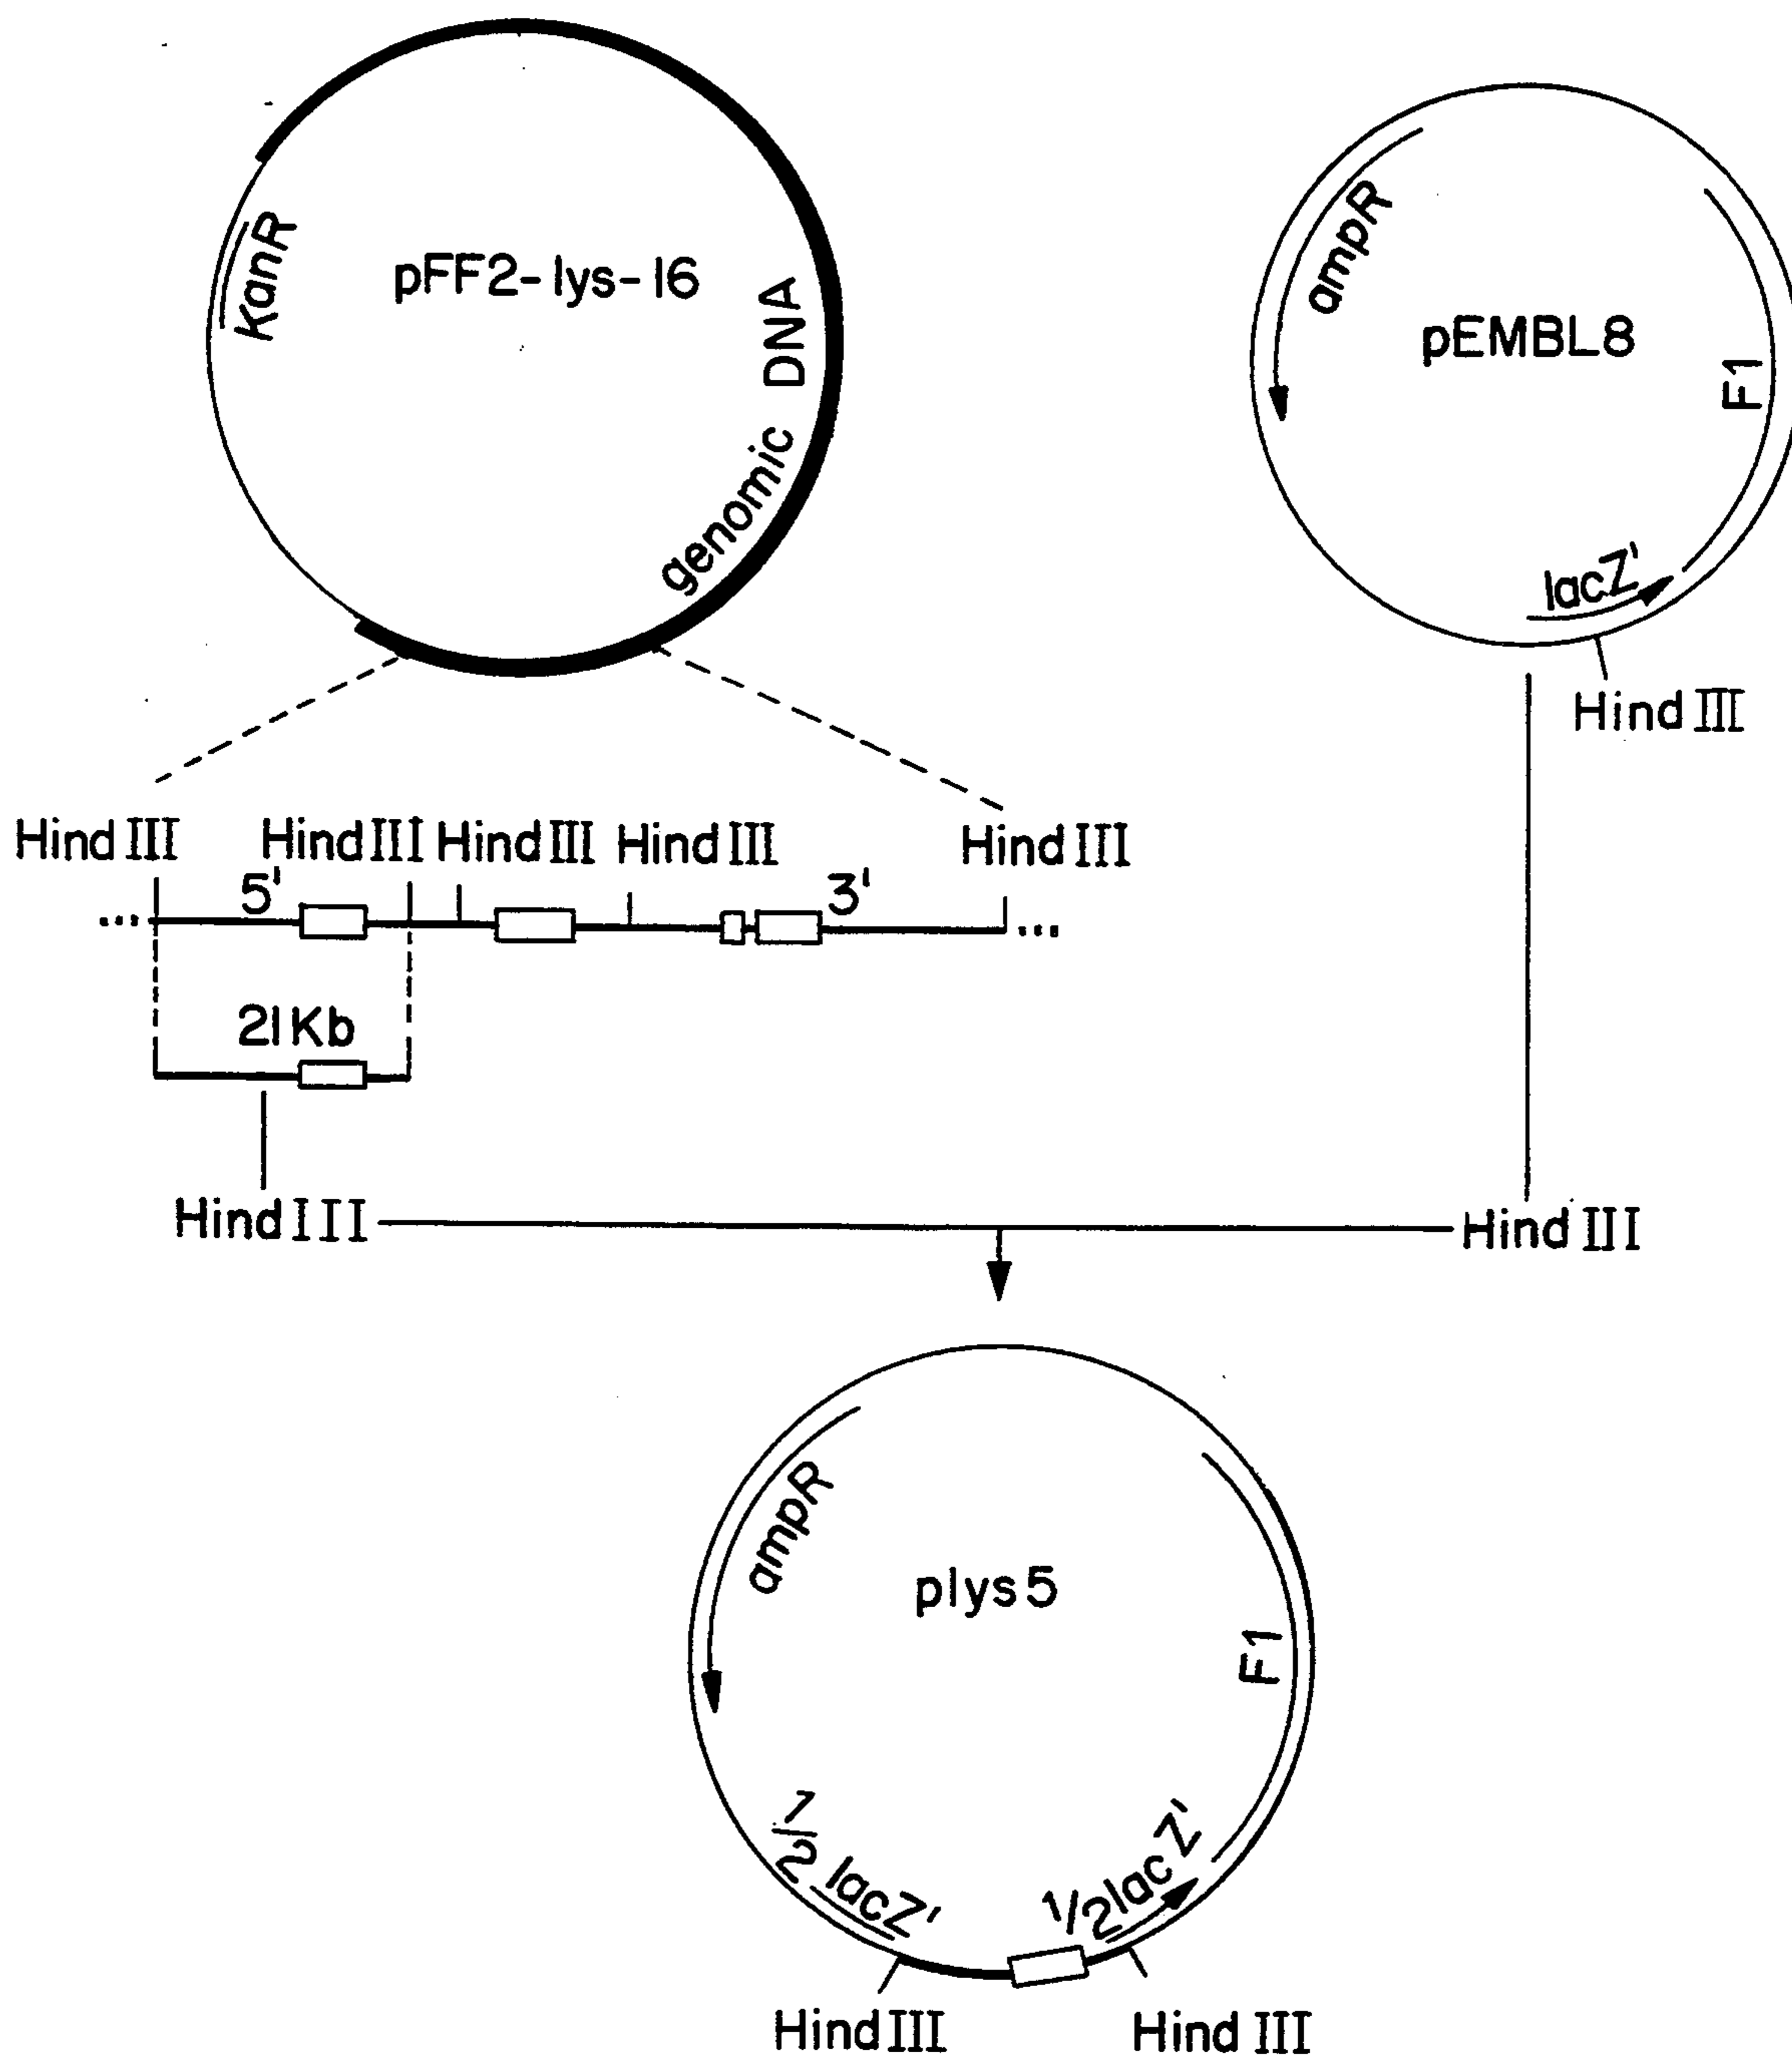 KanR
pFF2-lys-16
genomic DNA
ampR
pEMBL8
F1
lacZ'
Hind III
Hind III Hind III Hind III Hind III Hind III
5' 3'
... ...
21Kb
Hind III Hind III
ampR
plys5
F1
1/2 lacZ' 1/2 lac Z'
Hind III Hind III